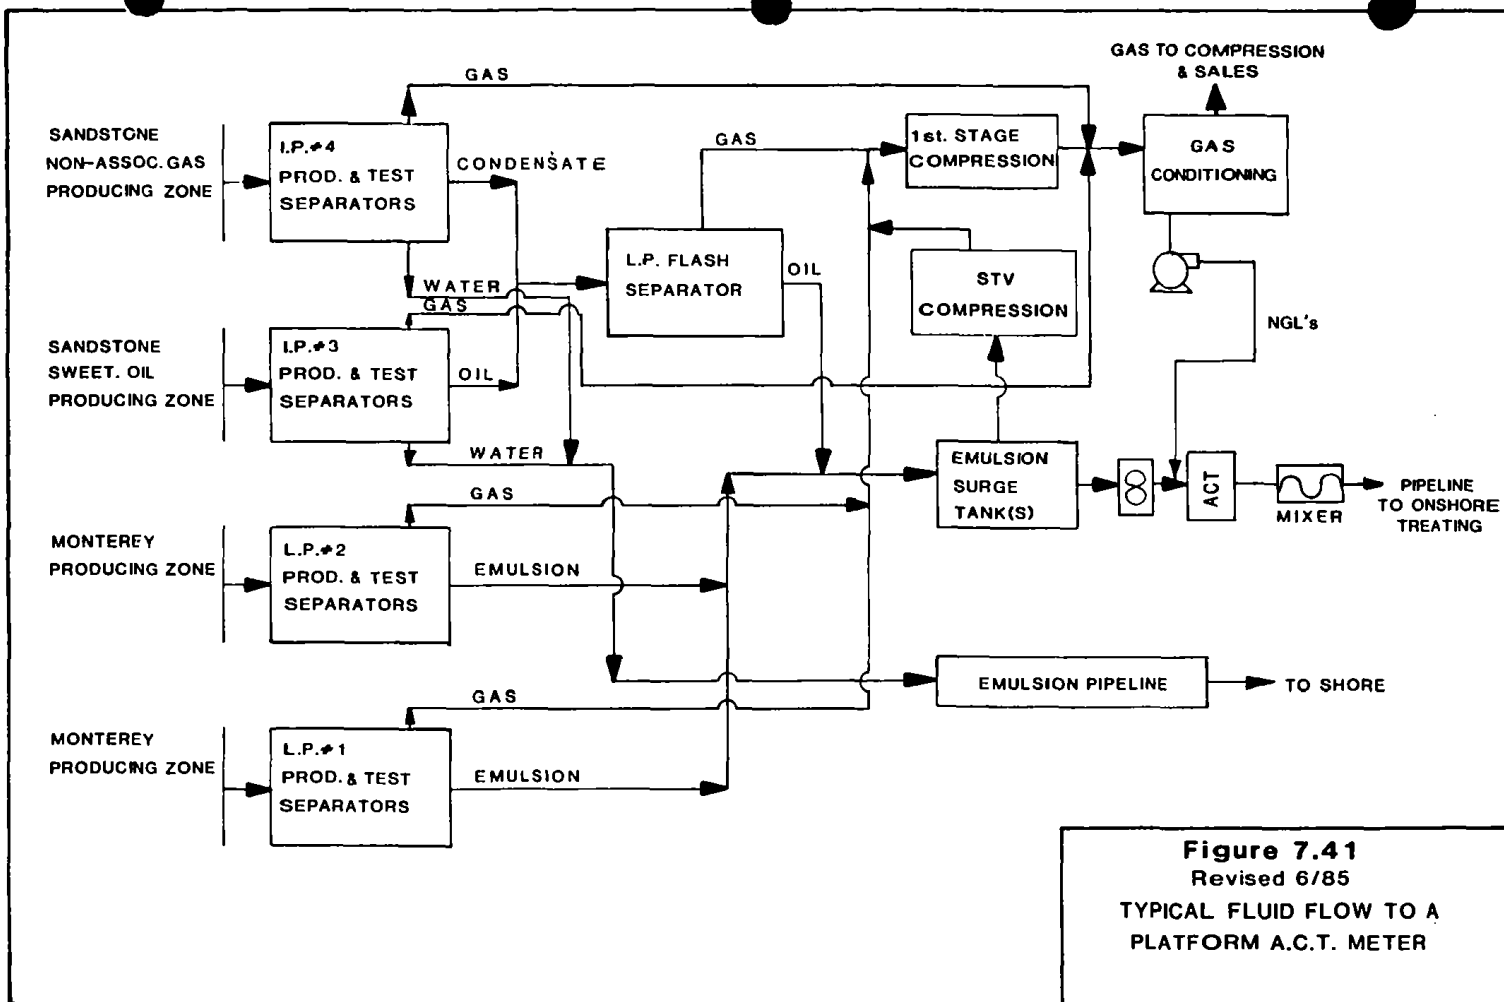 GAS TO COMPRESSION
& SALES
GAS
SANDSTONE
NON-ASSOC. GAS
PRODUCING ZONE
I.P.#4
PROD. & TEST
SEPARATORS
CONDENSATE
GAS
1st. STAGE
COMPRESSION
GAS
CONDITIONING
WATER
GAS
L.P. FLASH
SEPARATOR
OIL
STV
COMPRESSION
NGL's
SANDSTONE
SWEET. OIL
PRODUCING ZONE
I.P.#3
PROD. & TEST
SEPARATORS
OIL
WATER
GAS
EMULSION
SURGE
TANK(S)
ACT
MIXER
PIPELINE
TO ONSHORE
TREATING
MONTEREY
PRODUCING ZONE
L.P.#2
PROD. & TEST
SEPARATORS
EMULSION
GAS
EMULSION PIPELINE
TO SHORE
MONTEREY
PRODUCING ZONE
L.P.#1
PROD. & TEST
SEPARATORS
EMULSION
Figure 7.41
Revised 6/85
TYPICAL FLUID FLOW TO A
PLATFORM A.C.T. METER